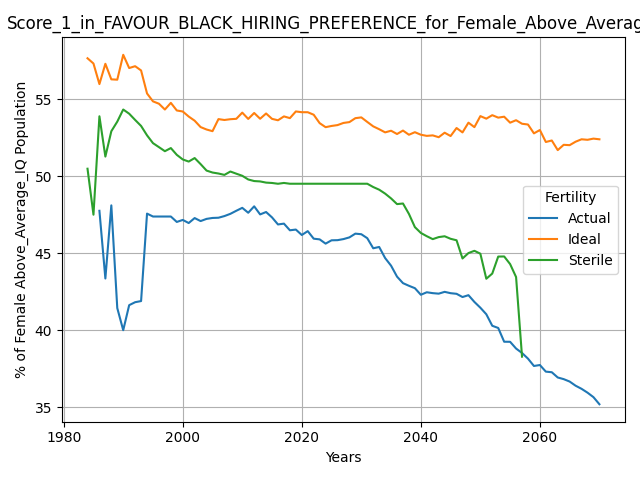 Score_1_in_FAVOUR_BLACK_HIRING_PREFERENCE_for_Female_Above_Averag
% of Female Above_Average_IQ Population
55
50
45
40
35
1980
2000
2020
2040
2060
Years
Fertility
Actual
Ideal
Sterile